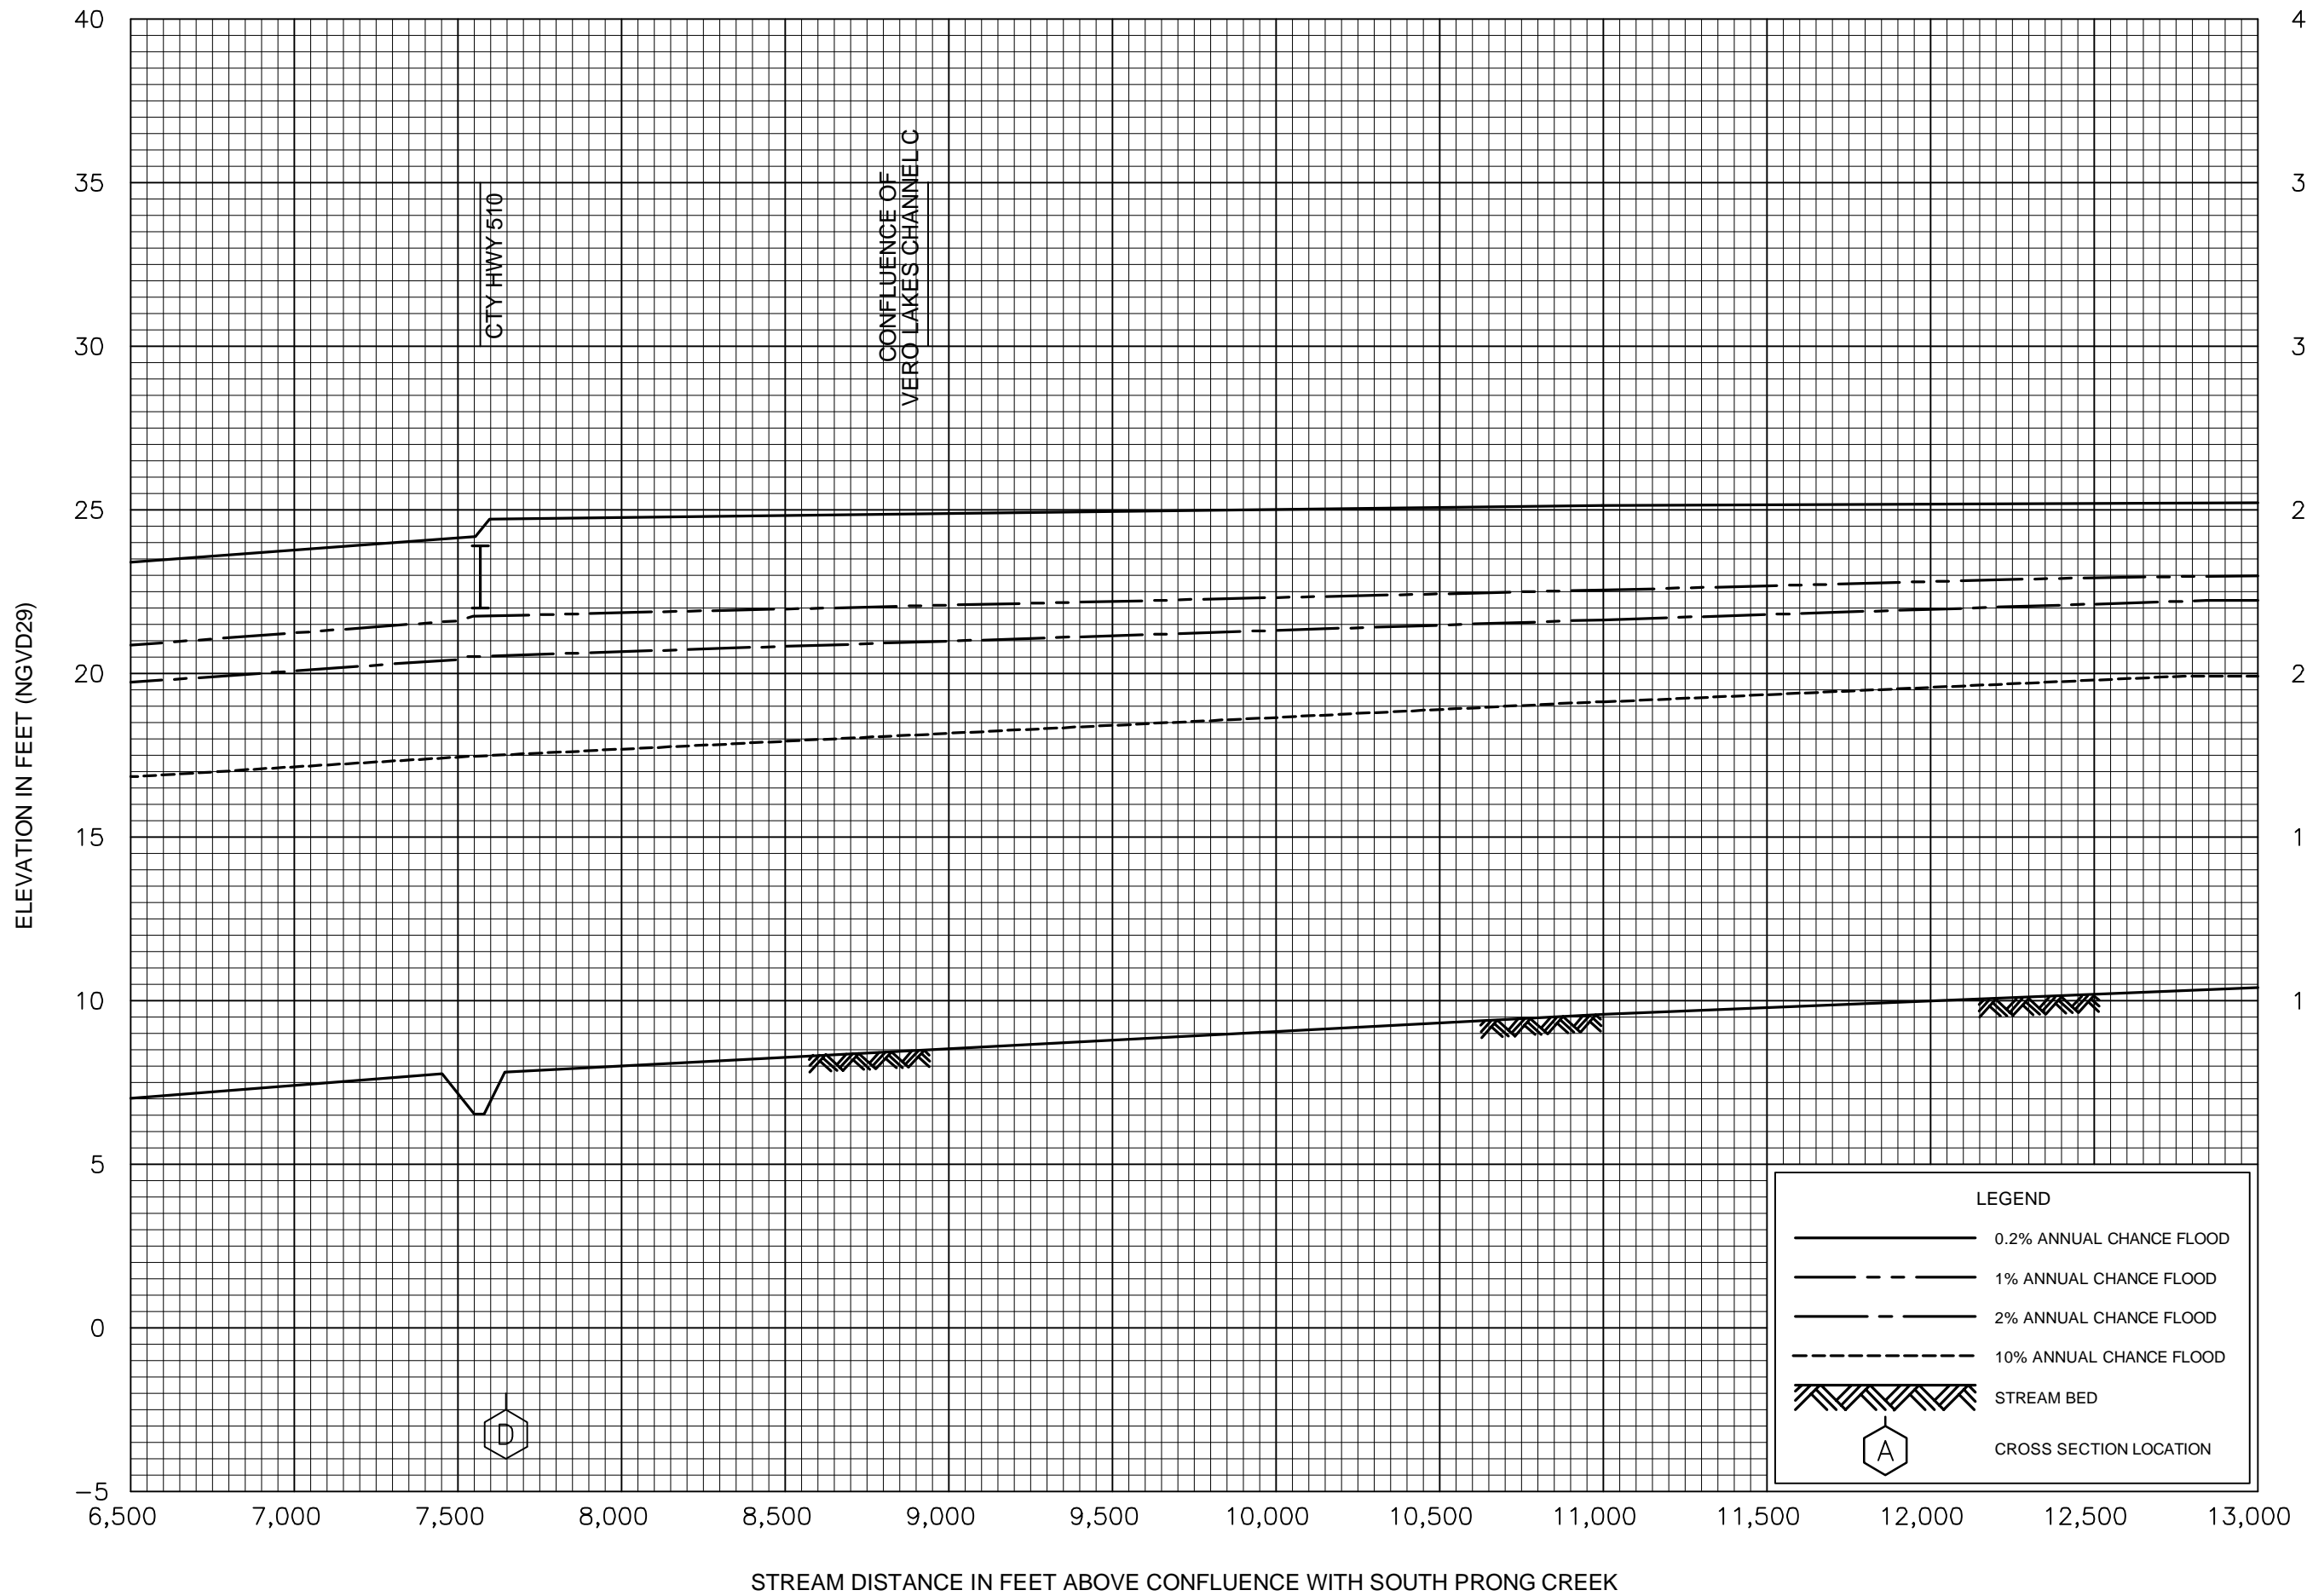 40
4
35
3
30
3
25
2
20
2
15
1
10
1
5
0
-5
ELEVATION IN FEET (NGVD29)
CTY HWY 510
CONFLUENCE OF
VERO LAKES CHANNEL C
D
LEGEND
0.2% ANNUAL CHANCE FLOOD
1% ANNUAL CHANCE FLOOD
2% ANNUAL CHANCE FLOOD
10% ANNUAL CHANCE FLOOD
STREAM BED
A
CROSS SECTION LOCATION
6,500 7,000 7,500 8,000 8,500 9,000 9,500 10,000 10,500 11,000 11,500 12,000 12,500 13,000
STREAM DISTANCE IN FEET ABOVE CONFLUENCE WITH SOUTH PRONG CREEK